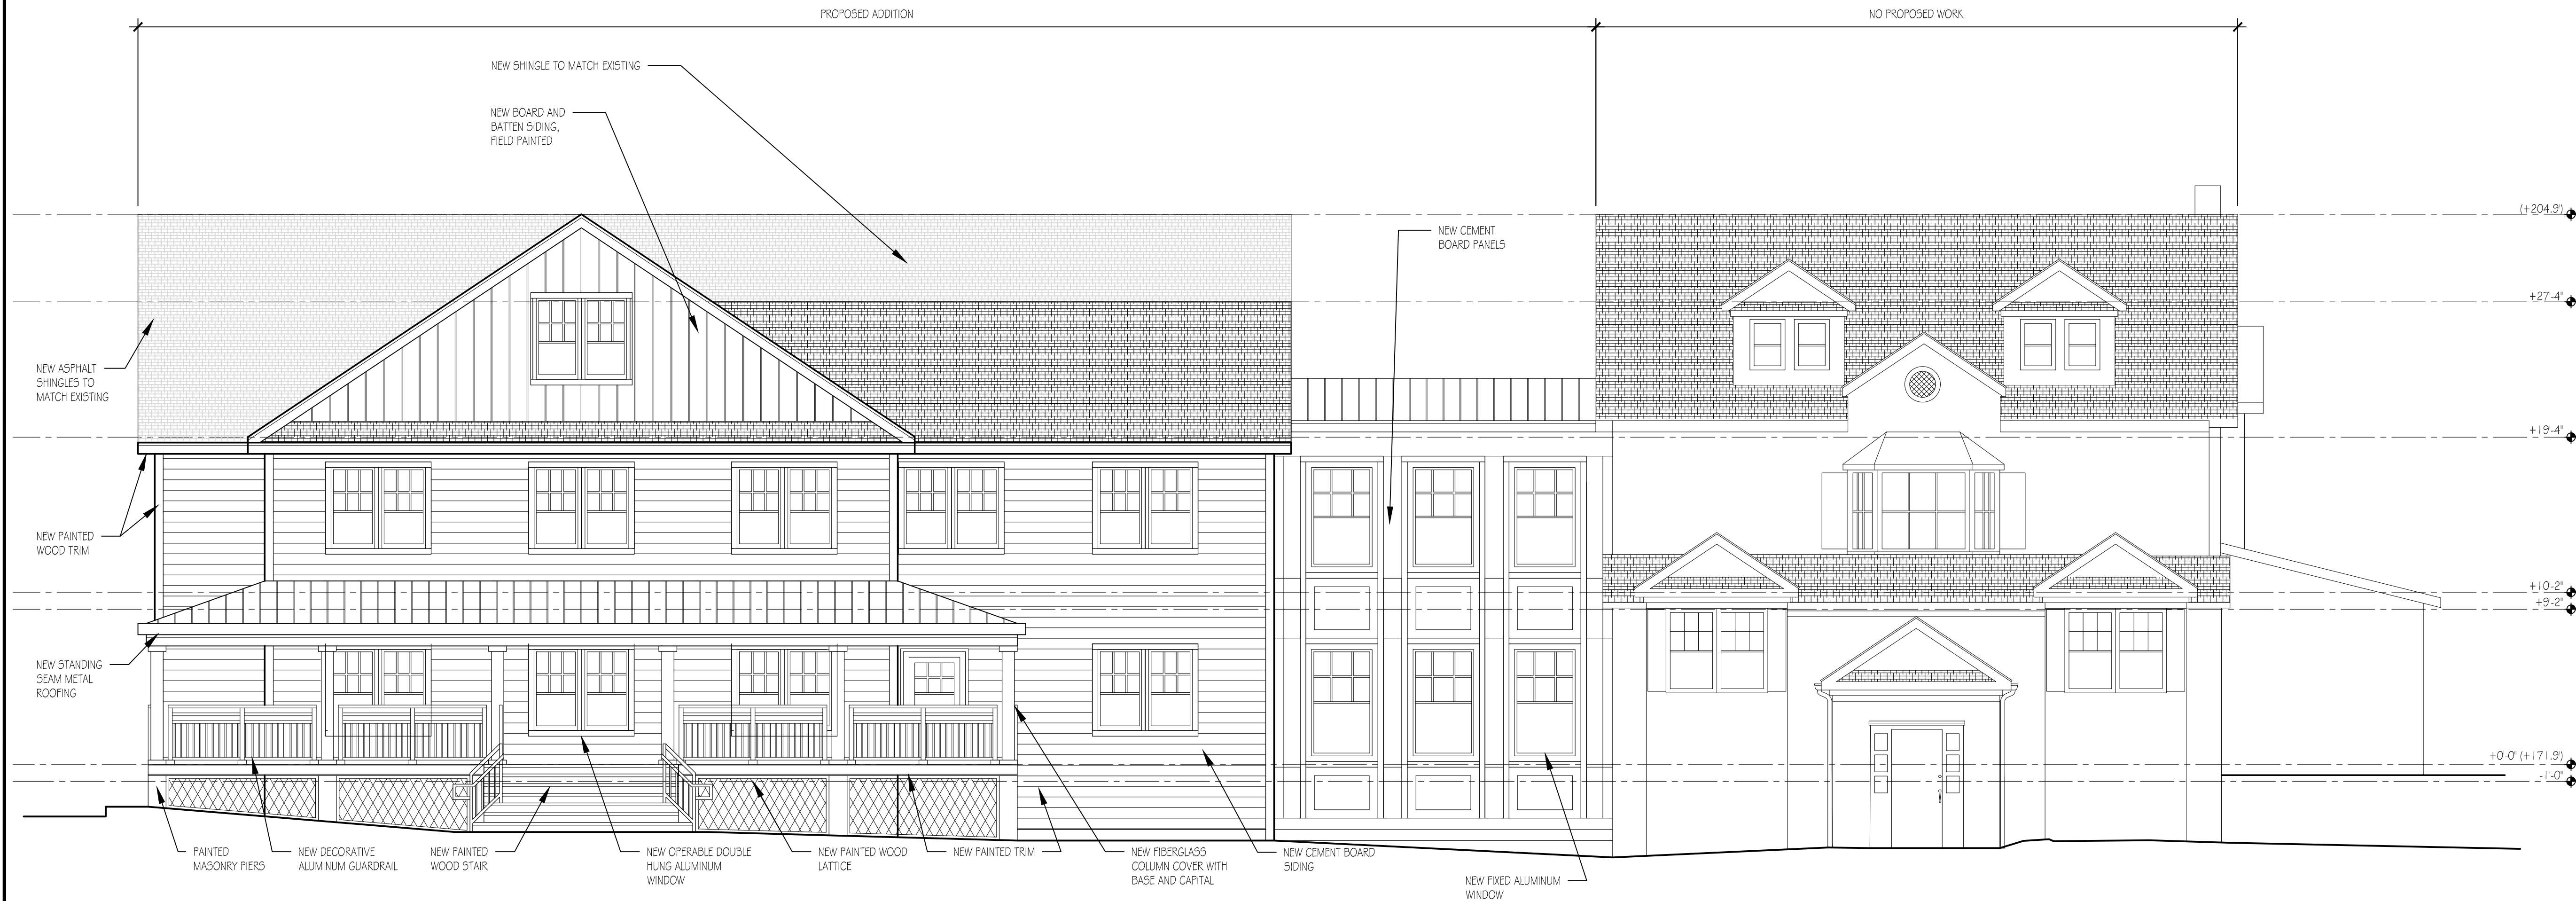 PROPOSED ADDITION
NO PROPOSED WORK
NEW SHINGLE TO MATCH EXISTING
NEW BOARD AND
BATTEN SIDING,
FIELD PAINTED
(+204.9')
NEW CEMENT
BOARD PANELS
+27'-4"
NEW ASPHALT
SHINGLES TO
MATCH EXISTING
+19'-4"
NEW PAINTED
WOOD TRIM
+10'-2"
+9'-2"
NEW STANDING
SEAM METAL
ROOFING
+0'-0" (+171.9')
-1'-0"
PAINTED
MASONRY PIERS
NEW DECORATIVE
ALUMINUM GUARDRAIL
NEW PAINTED
WOOD STAIR
NEW OPERABLE DOUBLE
HUNG ALUMINUM
WINDOW
NEW PAINTED WOOD
LATTICE
NEW PAINTED TRIM
NEW FIBERGLASS
COLUMN COVER WITH
BASE AND CAPITAL
NEW CEMENT BOARD
SIDING
NEW FIXED ALUMINUM
WINDOW